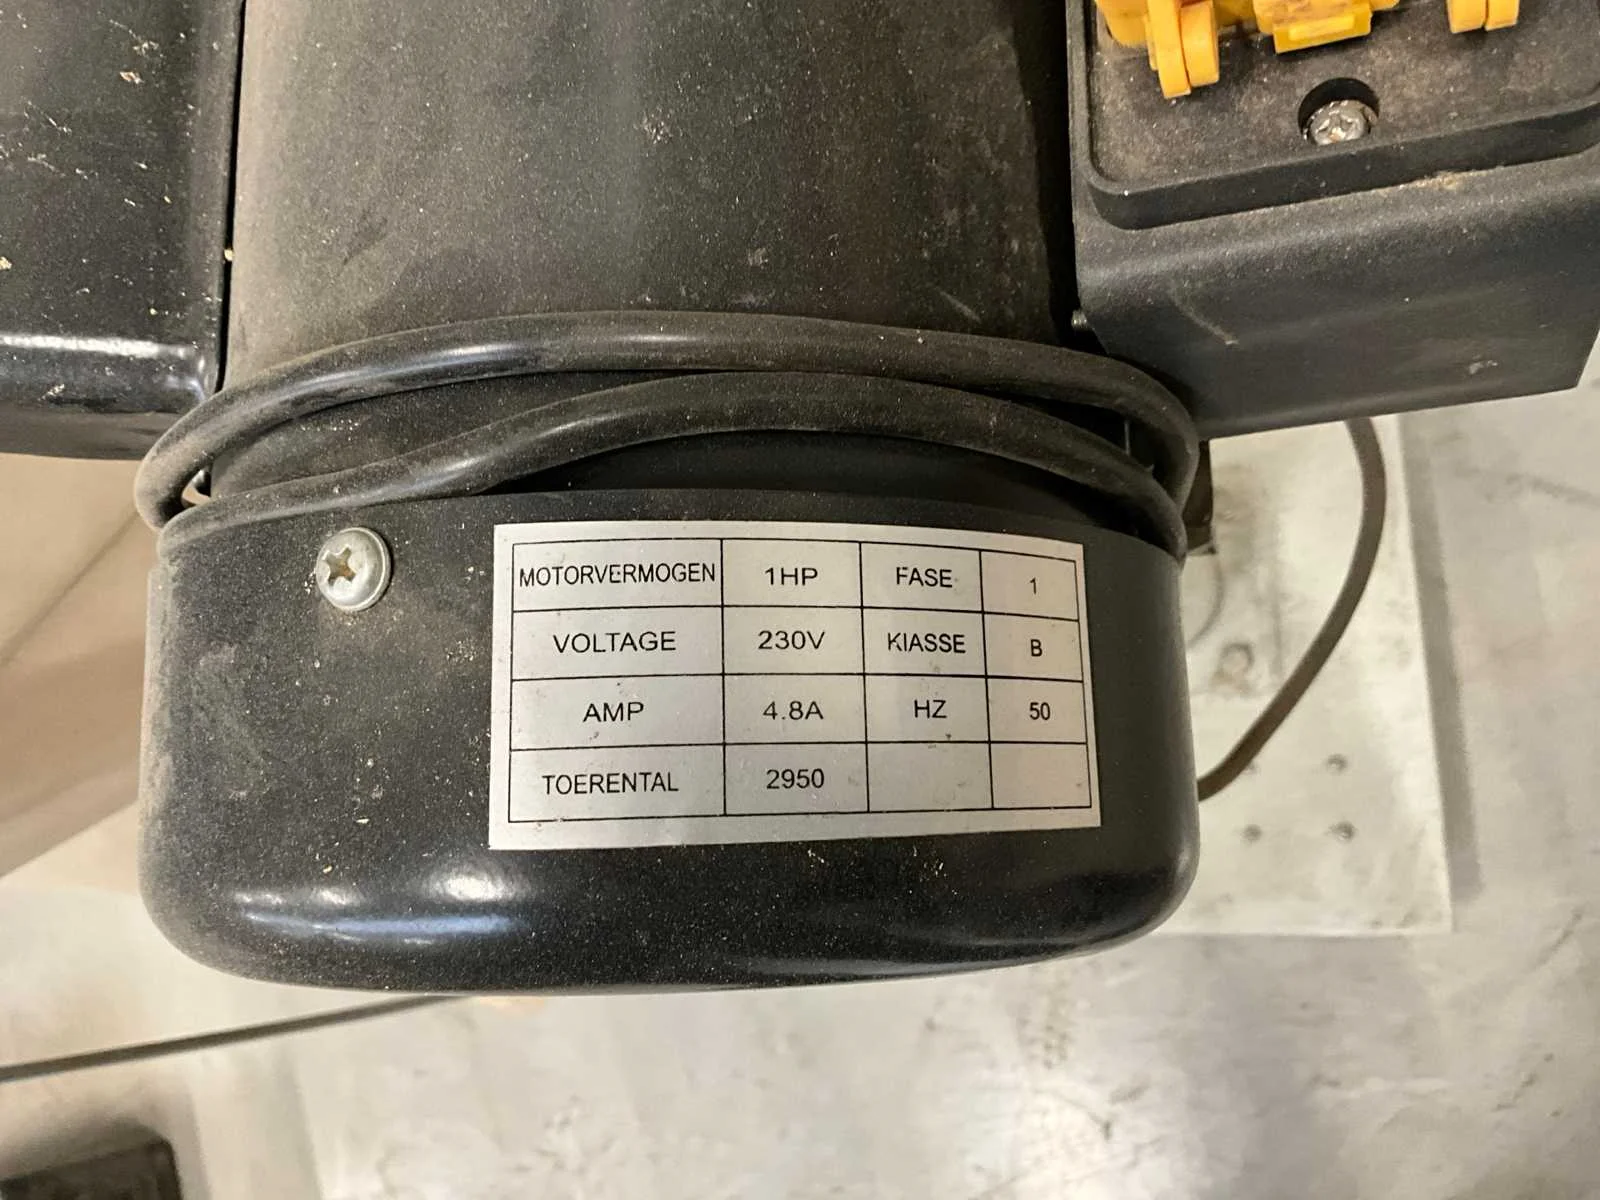 MOTORVERMOGEN 1HP FASE 1
VOLTAGE 230V KIASSE B
AMP 4.8A HZ 50
TOERENTAL 2950